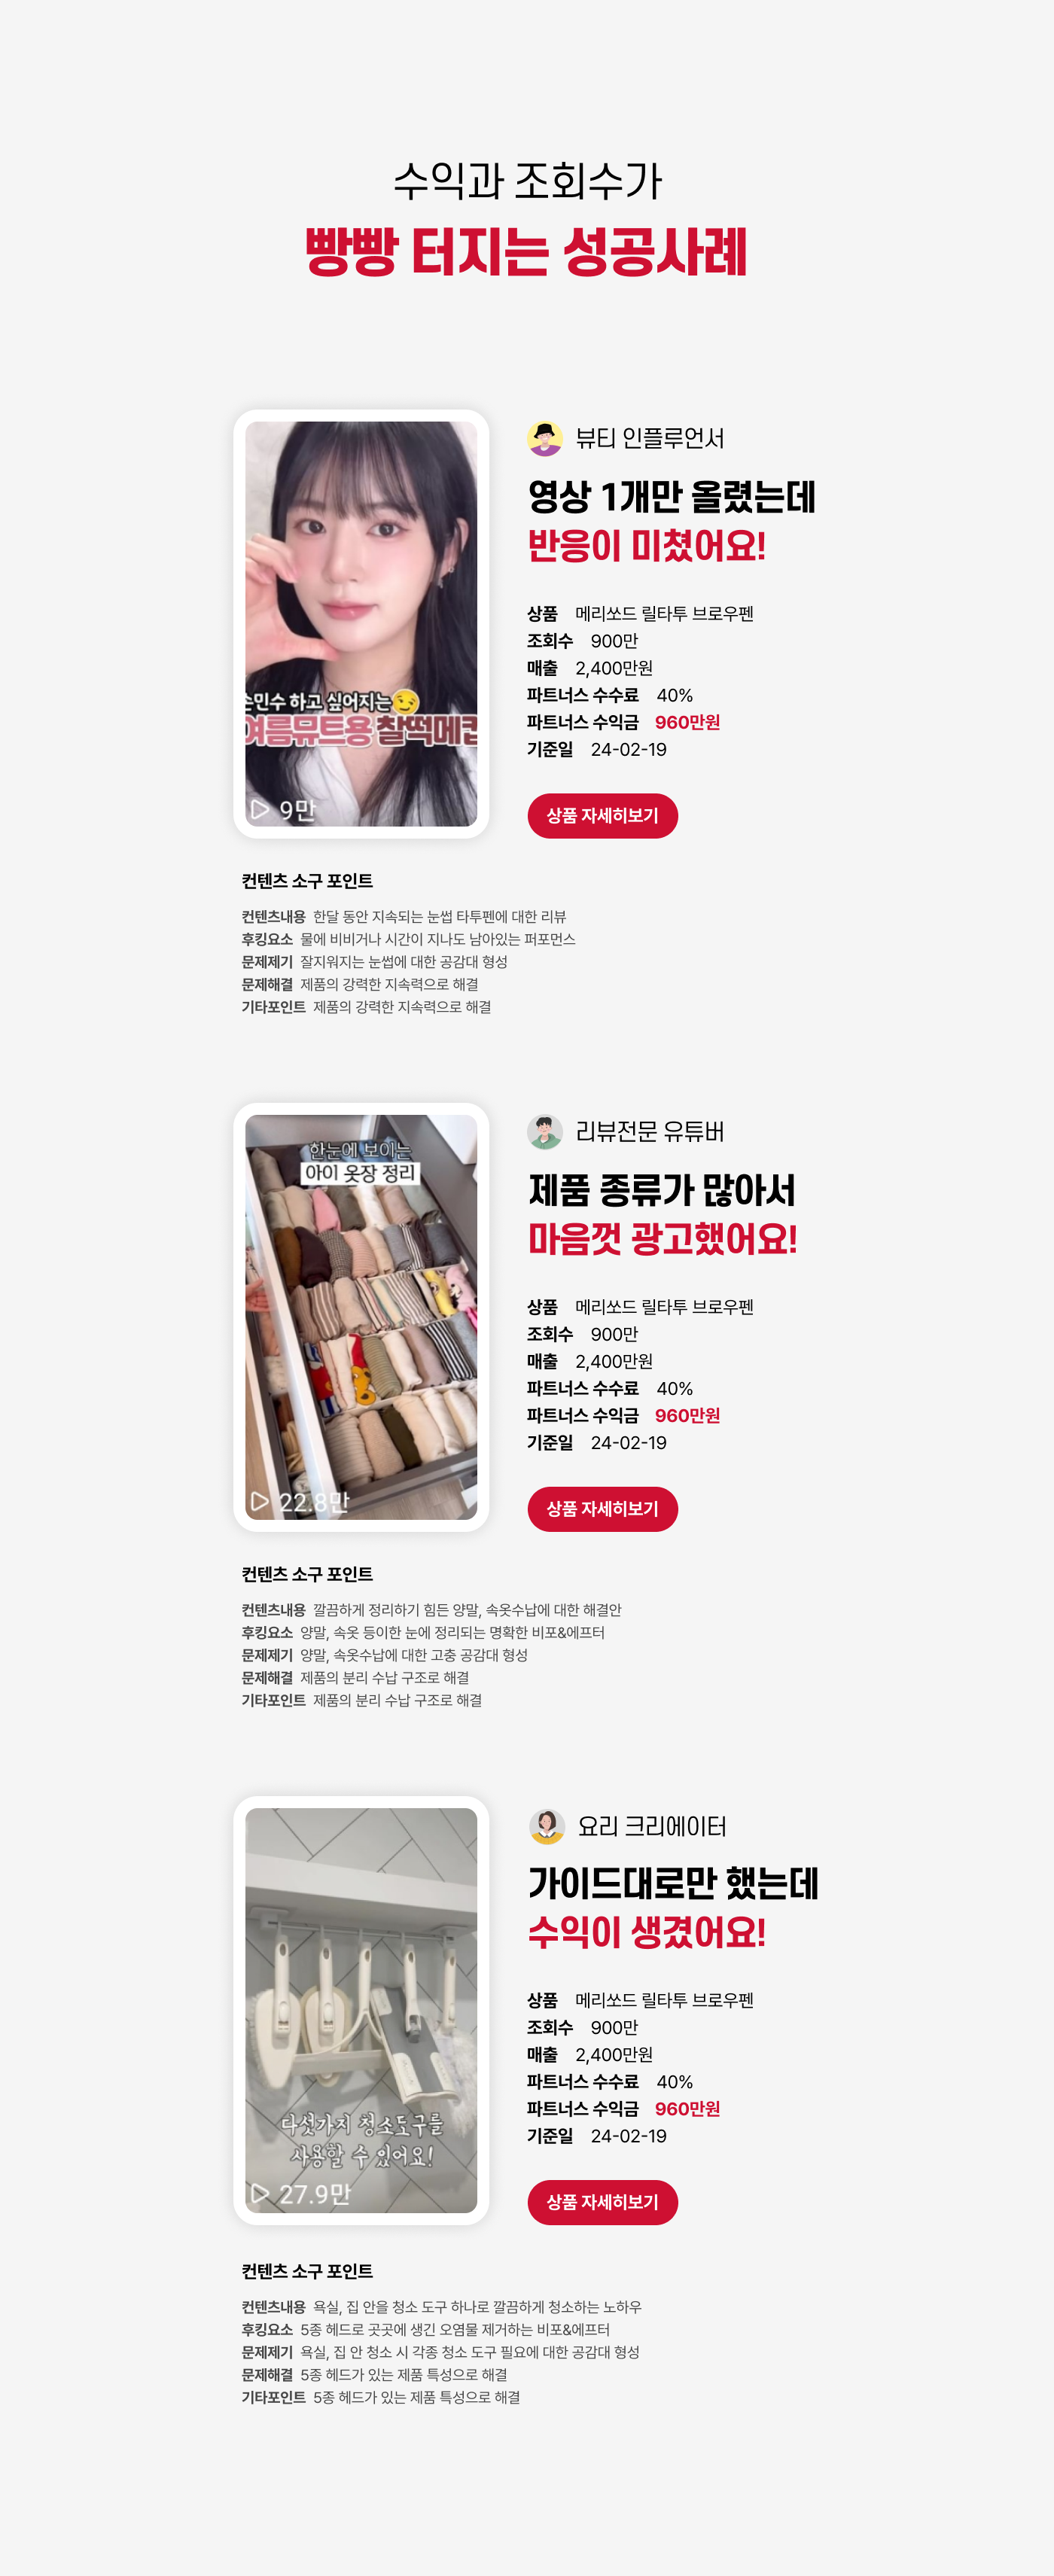 수익과 조회수가
빵빵 터지는 성공사례
뷰티 인플루언서
영상 1개만 올렸는데
반응이 미쳤어요!
상품 메리쏘드 릴타투 브로우펜
조회수 900만
매출 2,400만원
파트너스 수수료 40%
파트너스 수익금 960만원
기준일 24-02-19
상품 자세히보기
손민수 하고 싶어지는
여름뮤트용 찰떡메컵
9만
컨텐츠 소구 포인트
컨텐츠내용 한달 동안 지속되는 눈썹 타투펜에 대한 리뷰
후킹요소 물에 비비거나 시간이 지나도 남아있는 퍼포먼스
문제제기 잘지워지는 눈썹에 대한 공감대 형성
문제해결 제품의 강력한 지속력으로 해결
기타포인트 제품의 강력한 지속력으로 해결
한눈에 보이는
아이 옷장 정리
22.8만
리뷰전문 유튜버
제품 종류가 많아서
마음껏 광고했어요!
상품 메리쏘드 릴타투 브로우펜
조회수 900만
매출 2,400만원
파트너스 수수료 40%
파트너스 수익금 960만원
기준일 24-02-19
상품 자세히보기
컨텐츠 소구 포인트
컨텐츠내용 깔끔하게 정리하기 힘든 양말, 속옷수납에 대한 해결안
후킹요소 양말, 속옷 등이한 눈에 정리되는 명확한 비포&에프터
문제제기 양말, 속옷수납에 대한 고충 공감대 형성
문제해결 제품의 분리 수납 구조로 해결
기타포인트 제품의 분리 수납 구조로 해결
다섯가지 청소도구를
사용할 수 있어요!
27.9만
요리 크리에이터
가이드대로만 했는데
수익이 생겼어요!
상품 메리쏘드 릴타투 브로우펜
조회수 900만
매출 2,400만원
파트너스 수수료 40%
파트너스 수익금 960만원
기준일 24-02-19
상품 자세히보기
컨텐츠 소구 포인트
컨텐츠내용 욕실, 집 안을 청소 도구 하나로 깔끔하게 청소하는 노하우
후킹요소 5종 헤드로 곳곳에 생긴 오염물 제거하는 비포&에프터
문제제기 욕실, 집 안 청소 시 각종 청소 도구 필요에 대한 공감대 형성
문제해결 5종 헤드가 있는 제품 특성으로 해결
기타포인트 5종 헤드가 있는 제품 특성으로 해결